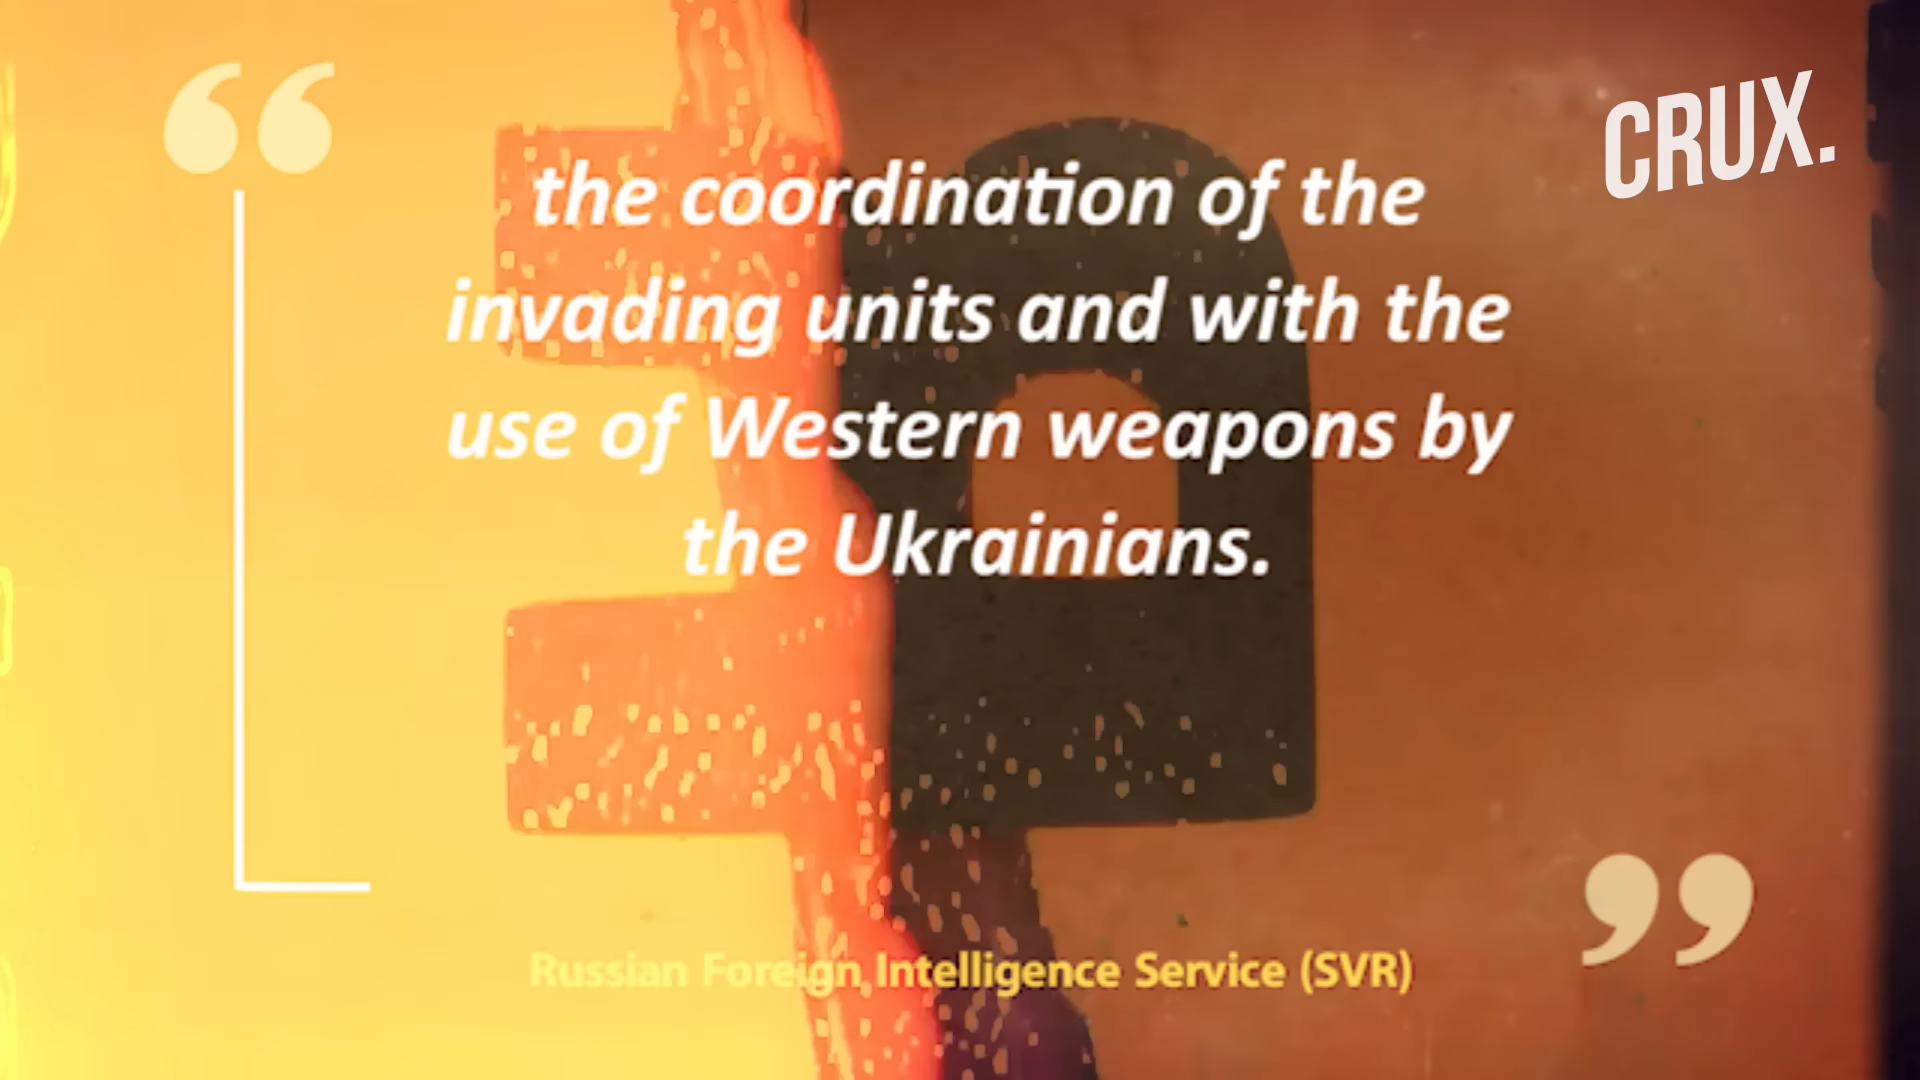 CRUX.
“
the coordination of the
invading units and with the
use of Western weapons by
the Ukrainians.
”
Russian Foreign Intelligence Service (SVR)